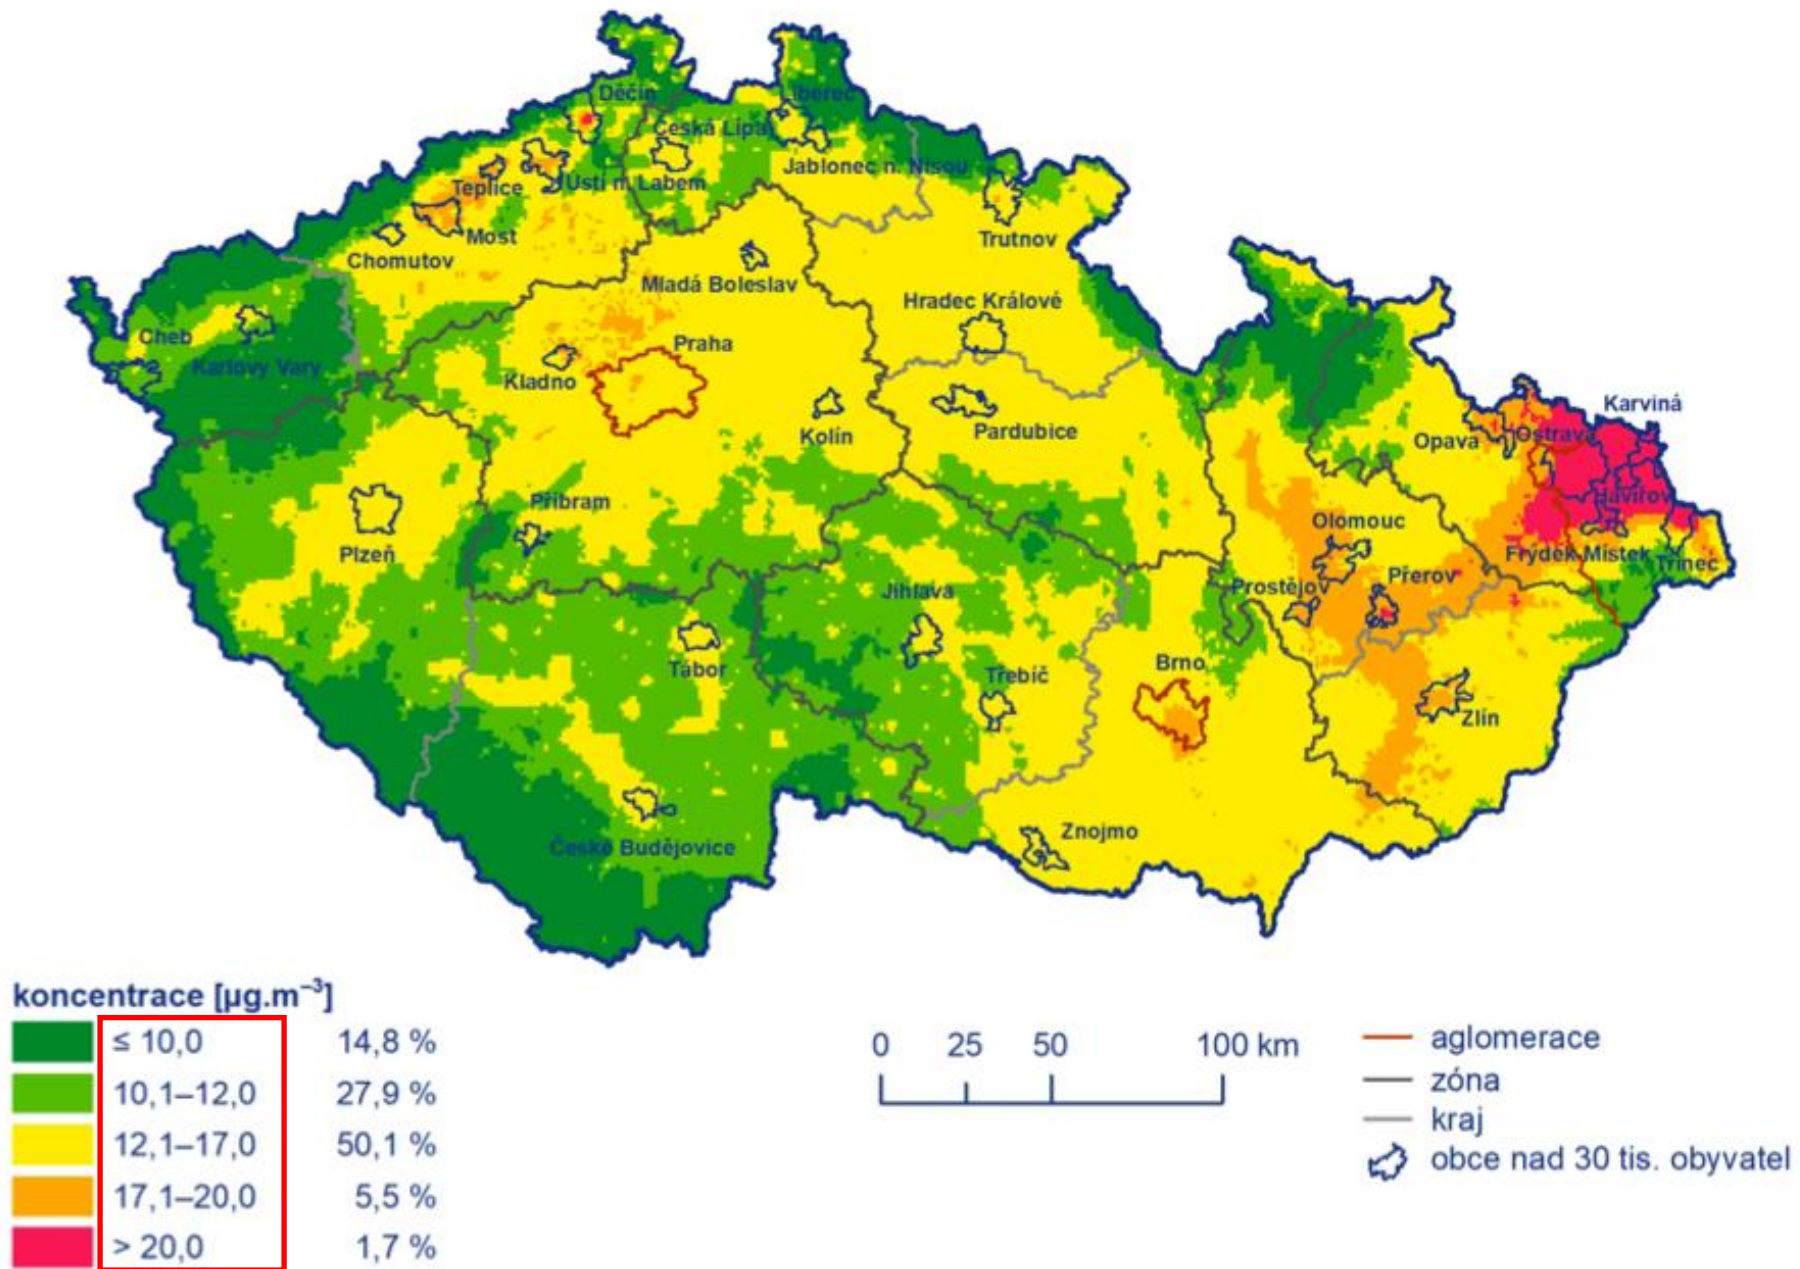 Děčín
Liberec
Česká Lípa
Jablonec n. Nisou
Teplice
Ústí n. Labem
Most
Trutnov
Chomutov
Mladá Boleslav
Hradec Králové
Cheb
Praha
Karlovy Vary
Kladno
Karviná
Kolín
Pardubice
Opava
Ostrava
Příbram
Havířov
Olomouc
Plzeň
Frýdek Místek
Třinec
Přerov
Prostějov
Jihlava
Tábor
Třebíč
Brno
Zlín
Znojmo
České Budějovice
koncentrace [µg.m⁻³]
≤ 10,0 14,8 %
10,1–12,0 27,9 %
12,1–17,0 50,1 %
17,1–20,0 5,5 %
> 20,0 1,7 %
0 25 50 100 km
aglomerace
zóna
kraj
obce nad 30 tis. obyvatel